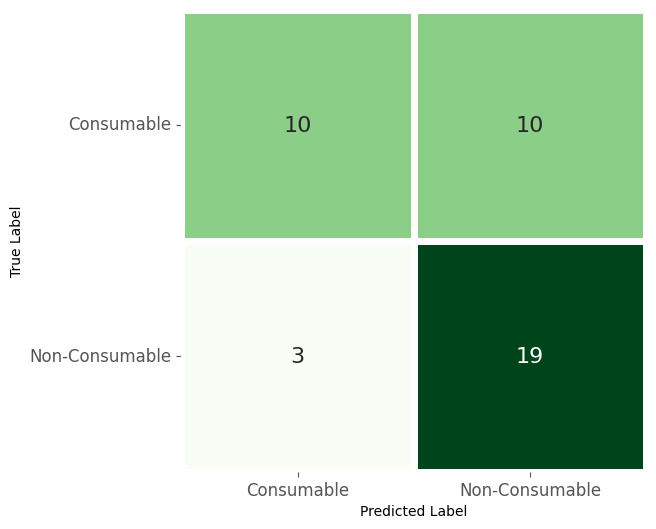 True Label
Consumable
10
10
Non-Consumable
3
19
Consumable
Non-Consumable
Predicted Label